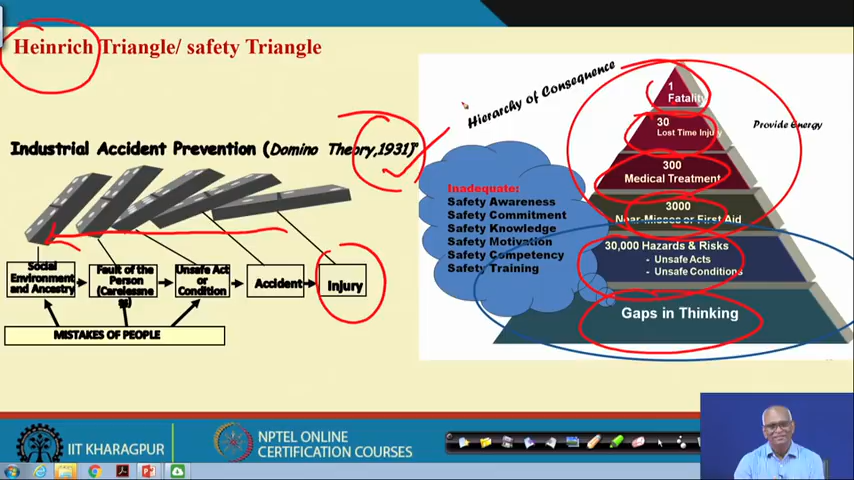 Heinrich Triangle/ safety Triangle
Industrial Accident Prevention (Domino Theory,1931]"
Social
Environment
and Ancestry
Fault of the
Person
(Carelessne
Unsafe Act
or
Condition
Accident
Injury
MISTAKES OF PEOPLE
Hierarchy of Consequence
1
Fatality
30
Lost Time Injury
300
Medical Treatment
3000
Near-Misses or First Aid
30,000 Hazards & Risks
- Unsafe Acts
- Unsafe Conditions
Gaps in Thinking
Provide Energy
Inadequate:
Safety Awareness
Safety Commitment
Safety Knowledge
Safety Motivation
Safety Competency
Safety Training
IIT KHARAGPUR
NPTEL ONLINE
CERTIFICATION COURSES